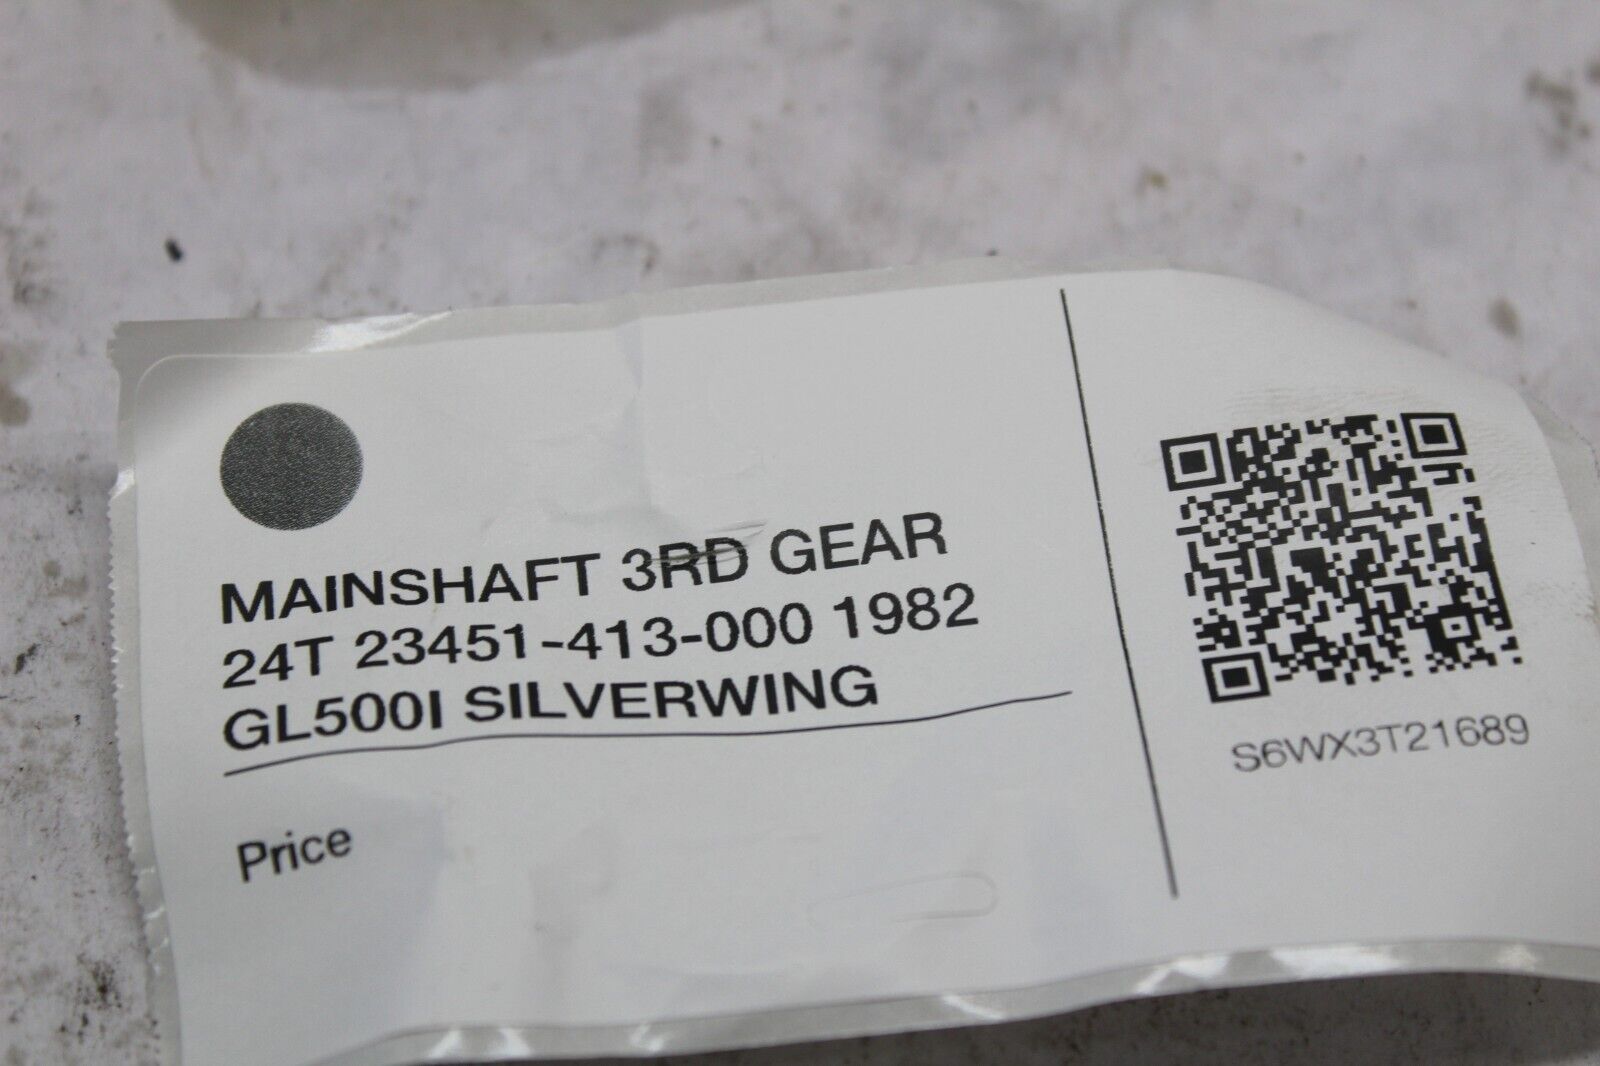 MAINSHAFT 3RD GEAR
24T 23451-413-000 1982
GL500I SILVERWING
Price
S6WX3T21689